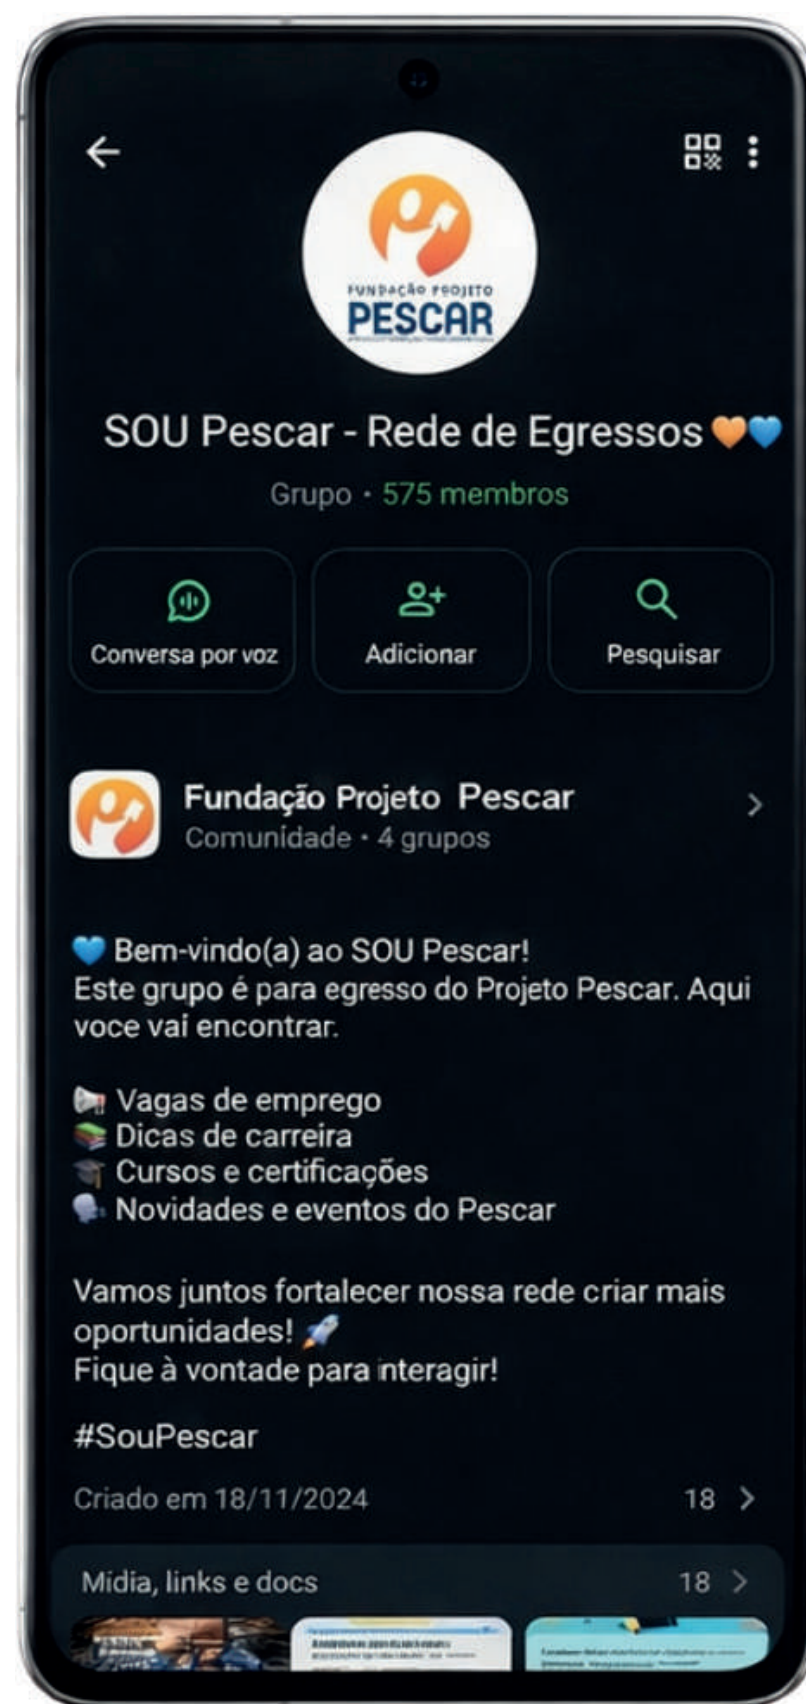 FUNDAÇÃO PROJETO
PESCAR
SOU Pescar - Rede de Egressos 🧡💙
Grupo • 575 membros
Conversa por voz
Adicionar
Pesquisar
Fundação Projeto Pescar
Comunidade • 4 grupos
💙 Bem-vindo(a) ao SOU Pescar!
Este grupo é para egresso do Projeto Pescar. Aqui
voce vai encontrar.
Vagas de emprego
📚 Dicas de carreira
🎓 Cursos e certificações
🗣 Novidades e eventos do Pescar
Vamos juntos fortalecer nossa rede criar mais
oportunidades! 🚀
Fique à vontade para interagir!
#SouPescar
Criado em 18/11/2024 18
Mídia, links e docs 18